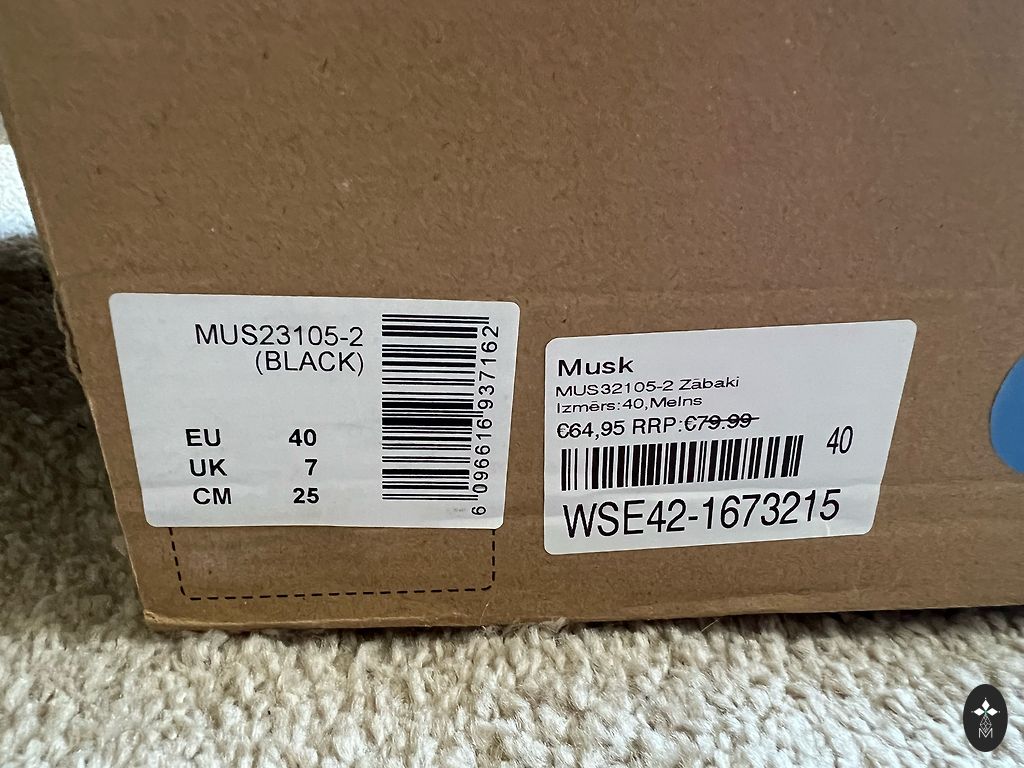 MUS23105-2
(BLACK)
EU 40
UK 7
CM 25
6 096616 937162
Musk
MUS32105-2 Zābaki
Izmērs:40,Melns
€64,95 RRP:€79.99
40
WSE42-1673215
M